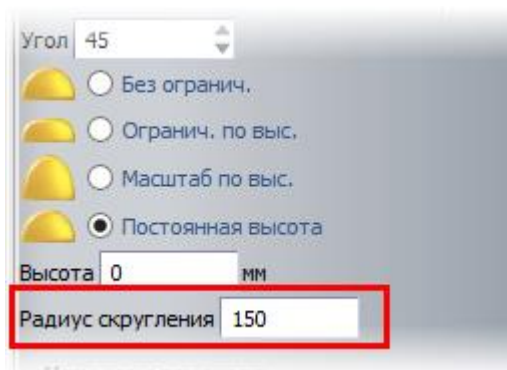 Угол 45
Без огранич.
Огранич. по выс.
Масштаб по выс.
Постоянная высота
Высота 0 мм
Радиус скругления 150